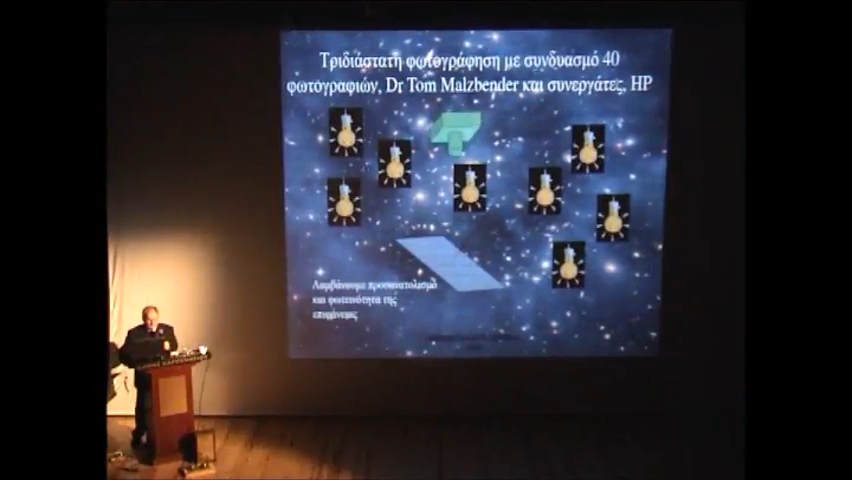 Τριδιάστατη φωτογράφηση με συνδυασμό 40
φωτογραφιών, Dr Tom Malzbender και συνεργάτες, HP
Λαμβάνουμε προσανατολισμό
και φωτεινότητα της
επιφάνειας